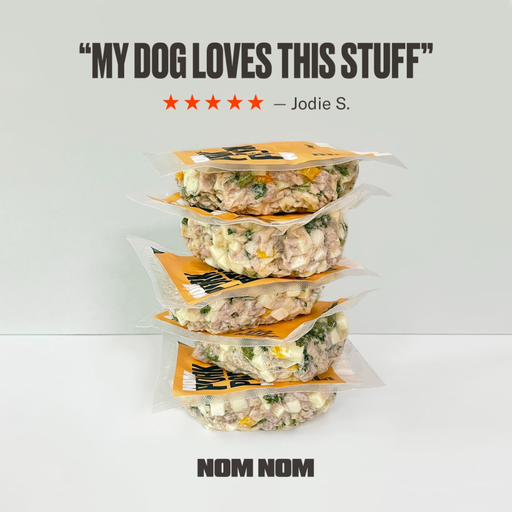 “MY DOG LOVES THIS STUFF”
★★★★★ — Jodie S.
NOM NOM